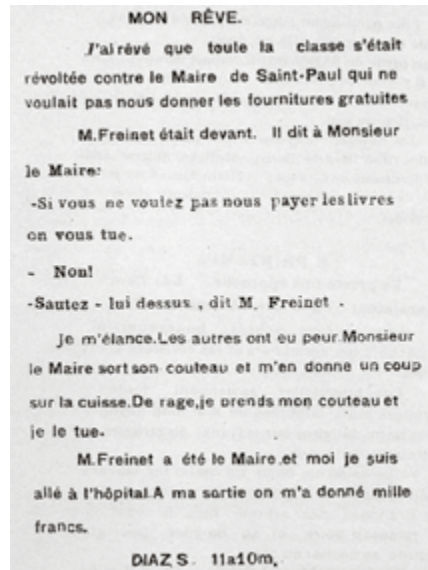 MON RÊVE.
J'ai rêvé que toute la classe s'était
révoltée contre le Maire de Saint-Paul qui ne
voulait pas nous donner les fournitures gratuites
M.Freinet était devant. Il dit à Monsieur
le Maire:
-Si vous ne voulez pas nous payer les livres
on vous tue.
- Non!
-Sautez - lui dessus , dit M. Freinet -
Je m'élance.Les autres ont eu peur.Monsieur
le Maire sort son couteau et m'en donne un coup
sur la cuisse.De rage,je prends mon couteau et
je le tue.
M.Freinet a été le Maire,et moi je suis
allé à l'hôpital.A ma sortie on m'a donné mille
francs.
DIAZ S. 11a10m.